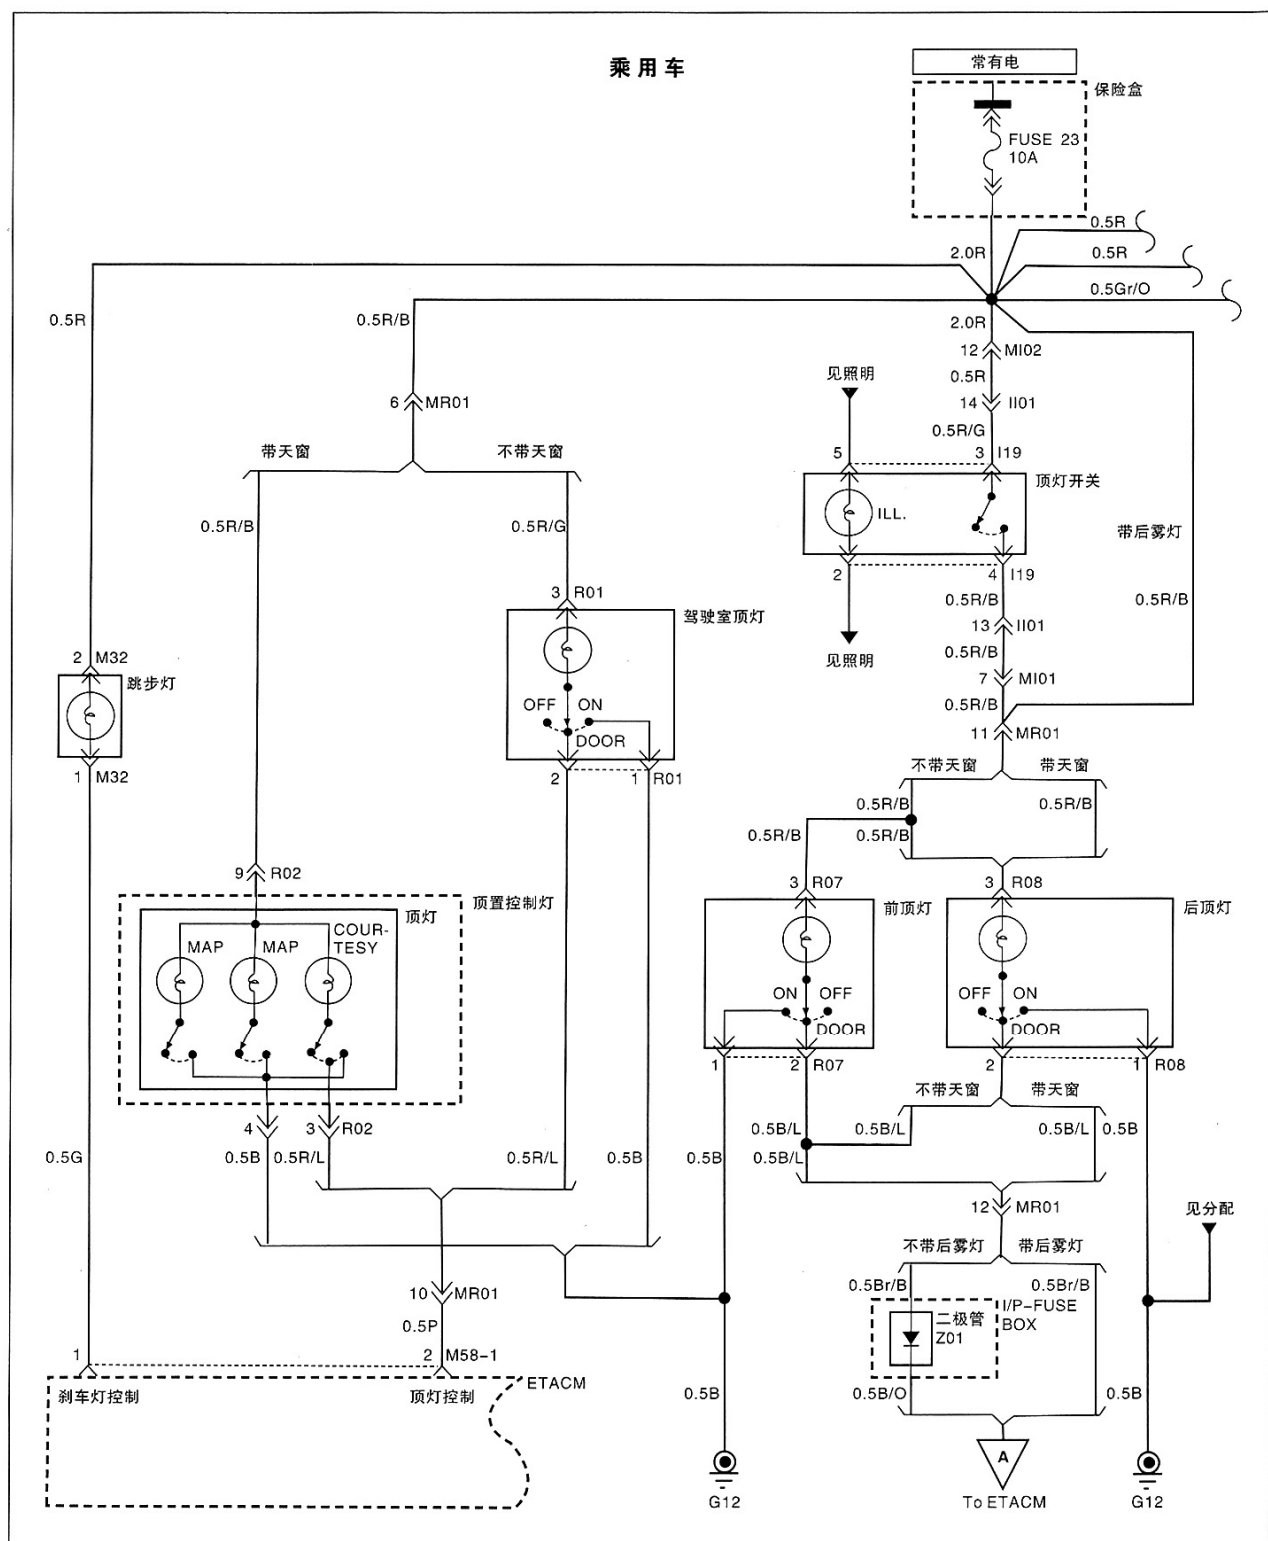 乘用车
常有电
保险盒
FUSE 23
10A
0.5R
2.0R
0.5R
0.5Gr/O
0.5R
0.5R/B
2.0R
12 MI02
见照明
0.5R
6 MR01
14 II01
0.5R/G
带天窗
不带天窗
5
3 I19
顶灯开关
ILL.
0.5R/B
0.5R/G
带后雾灯
2
4 I19
3 R01
0.5R/B
0.5R/B
驾驶室顶灯
13 II01
见照明
0.5R/B
2 M32
跳步灯
7 MI01
OFF ON
0.5R/B
DOOR
11 MR01
1 M32
2
1 R01
不带天窗
带天窗
0.5R/B
0.5R/B
0.5R/B
0.5R/B
9 R02
3 R07
3 R08
顶置控制灯
顶灯
前顶灯
后顶灯
MAP
MAP
COUR-
TESY
ON OFF
OFF ON
DOOR
DOOR
1
2 R07
2
1 R08
不带天窗
带天窗
4
3 R02
0.5B/L
0.5B/L
0.5B/L
0.5B
0.5G
0.5B
0.5R/L
0.5R/L
0.5B
0.5B
0.5B/L
12 MR01
见分配
不带后雾灯
带后雾灯
10 MR01
0.5Br/B
0.5Br/B
I/P-FUSE
BOX
二极管
Z01
0.5P
1
2 M58-1
ETACM
刹车灯控制
顶灯控制
0.5B
0.5B/O
0.5B
A
G12
To ETACM
G12